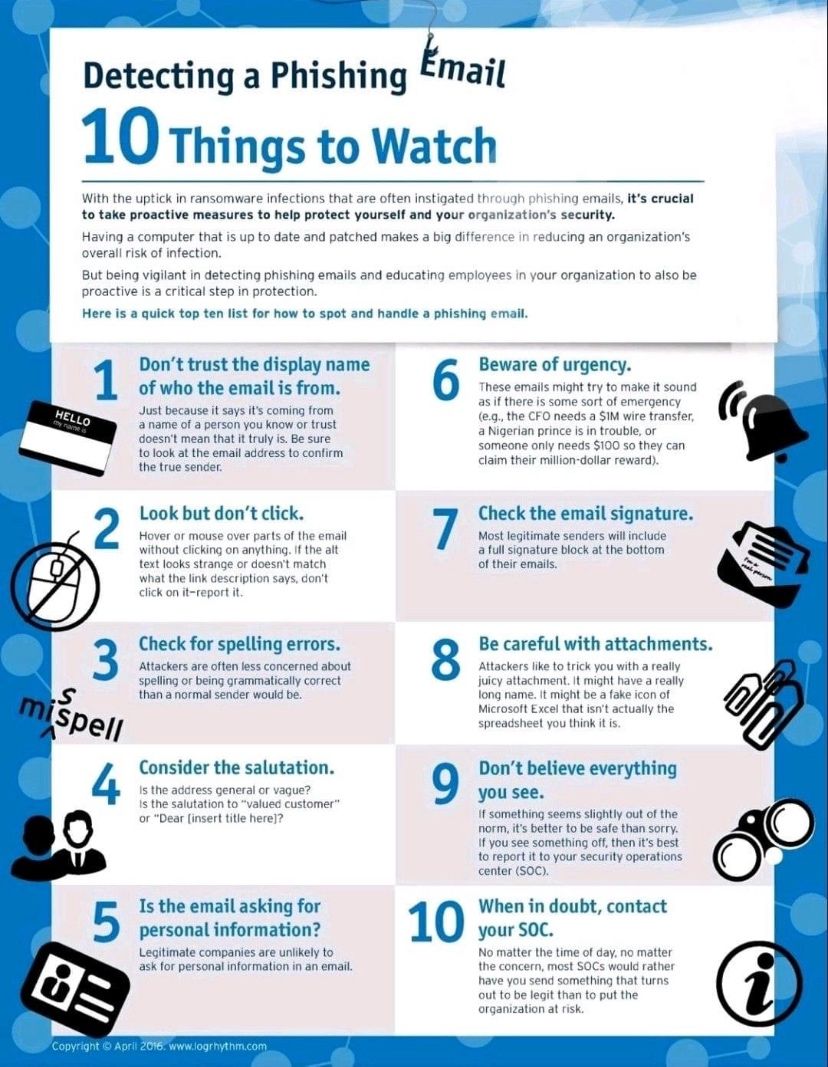 Detecting a Phishing Email
10 Things to Watch
With the uptick in ransomware infections that are often instigated through phishing emails, it's crucial
to take proactive measures to help protect yourself and your organization's security.
Having a computer that is up to date and patched makes a big difference in reducing an organization's
overall risk of infection.
But being vigilant in detecting phishing emails and educating employees in your organization to also be
proactive is a critical step in protection.
Here is a quick top ten list for how to spot and handle a phishing email.
HELLO
my name is
1
Don't trust the display name
of who the email is from.
Just because it says it's coming from
a name of a person you know or trust
doesn't mean that it truly is. Be sure
to look at the email address to confirm
the true sender.
2
Look but don't click.
Hover or mouse over parts of the email
without clicking on anything. If the alt
text looks strange or doesn't match
what the link description says, don't
click on it—report it.
misspell
3
Check for spelling errors.
Attackers are often less concerned about
spelling or being grammatically correct
than a normal sender would be.
4
Consider the salutation.
Is the address general or vague?
Is the salutation to "valued customer"
or "Dear [insert title here]?
5
Is the email asking for
personal information?
Legitimate companies are unlikely to
ask for personal information in an email.
6
Beware of urgency.
These emails might try to make it sound
as if there is some sort of emergency
(e.g., the CFO needs a $1M wire transfer,
a Nigerian prince is in trouble, or
someone only needs $100 so they can
claim their million-dollar reward).
7
Check the email signature.
Most legitimate senders will include
a full signature block at the bottom
of their emails.
I'm a
real person
8
Be careful with attachments.
Attackers like to trick you with a really
juicy attachment. It might have a really
long name. It might be a fake icon of
Microsoft Excel that isn't actually the
spreadsheet you think it is.
9
Don't believe everything
you see.
If something seems slightly out of the
norm, it's better to be safe than sorry.
If you see something off, then it's best
to report it to your security operations
center (SOC).
10
When in doubt, contact
your SOC.
No matter the time of day, no matter
the concern, most SOCs would rather
have you send something that turns
out to be legit than to put the
organization at risk.
i
Copyright © April 2016. www.logrhythm.com